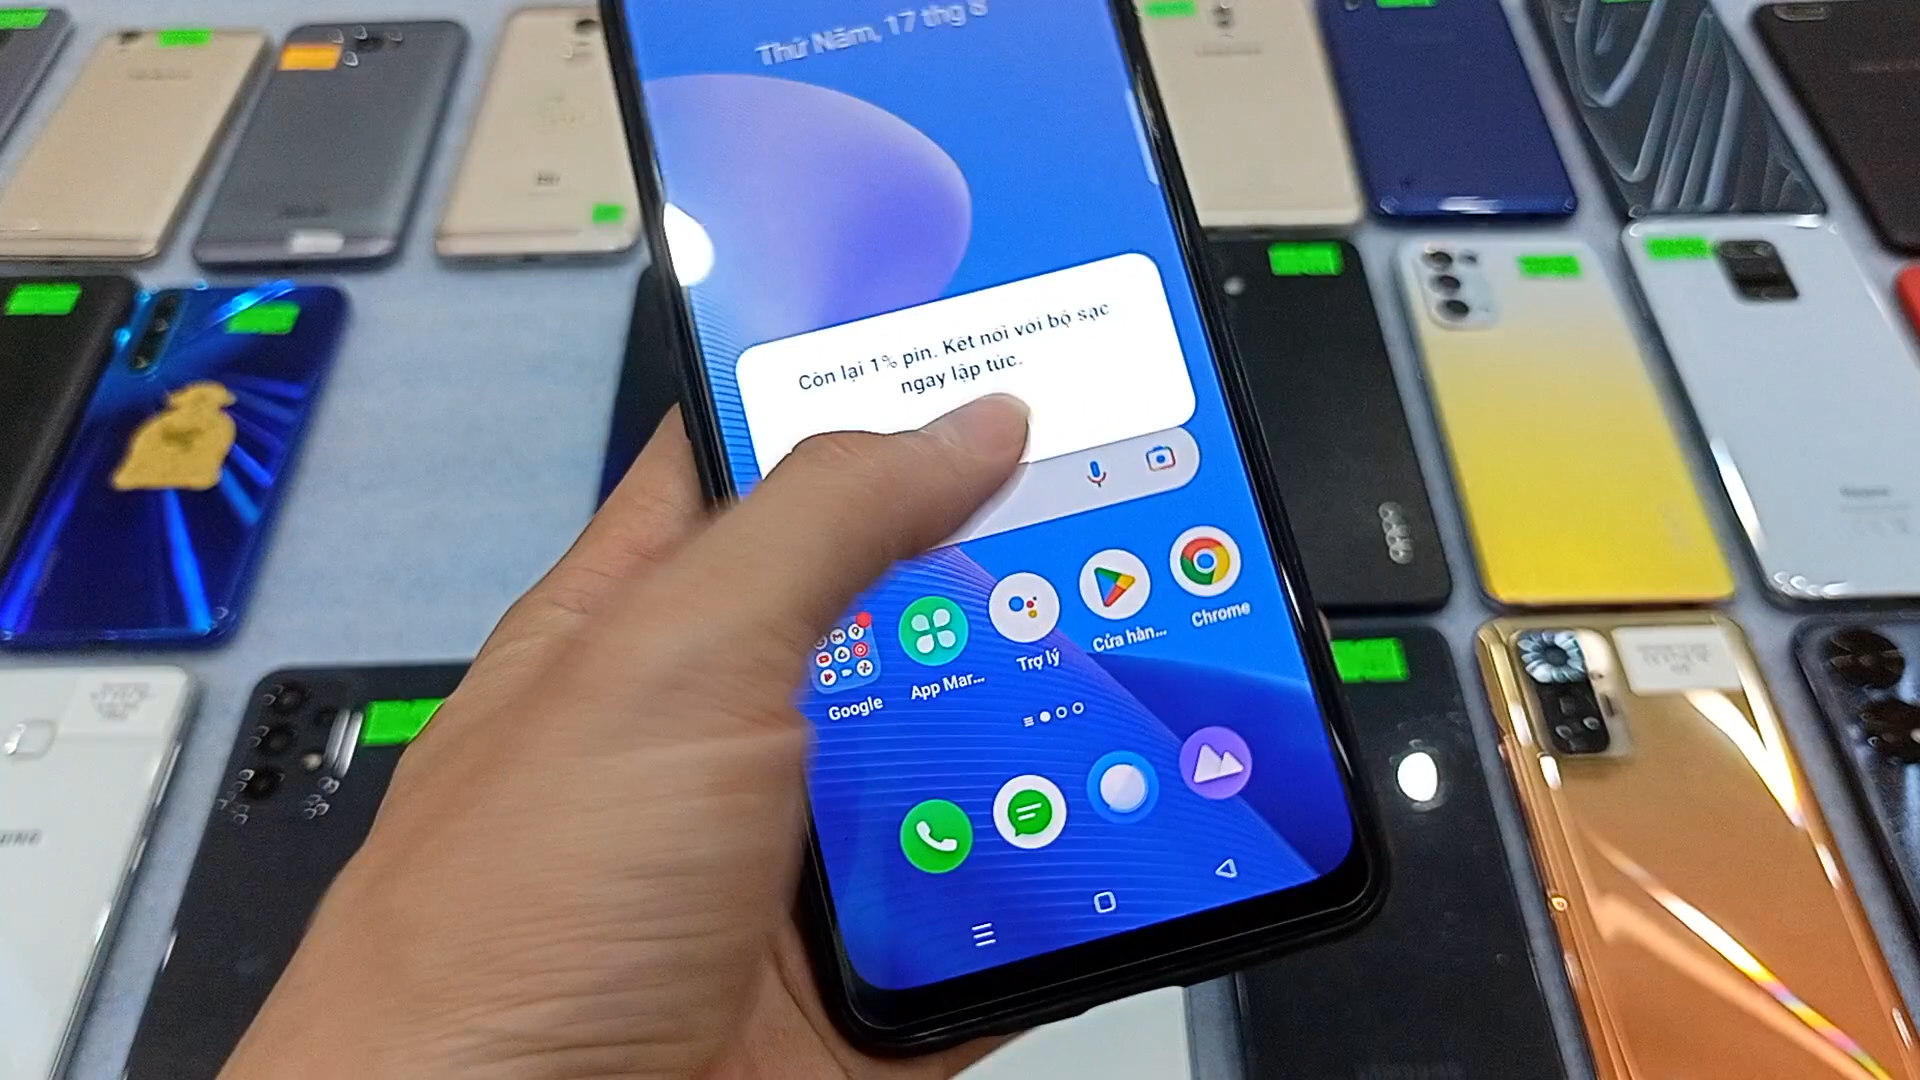 Thứ Năm, 17 thg 8
Còn lại 1% pin. Kết nối với bộ sạc
ngay lập tức.
Google
App Mar...
Trợ lý
Cửa hàn...
Chrome